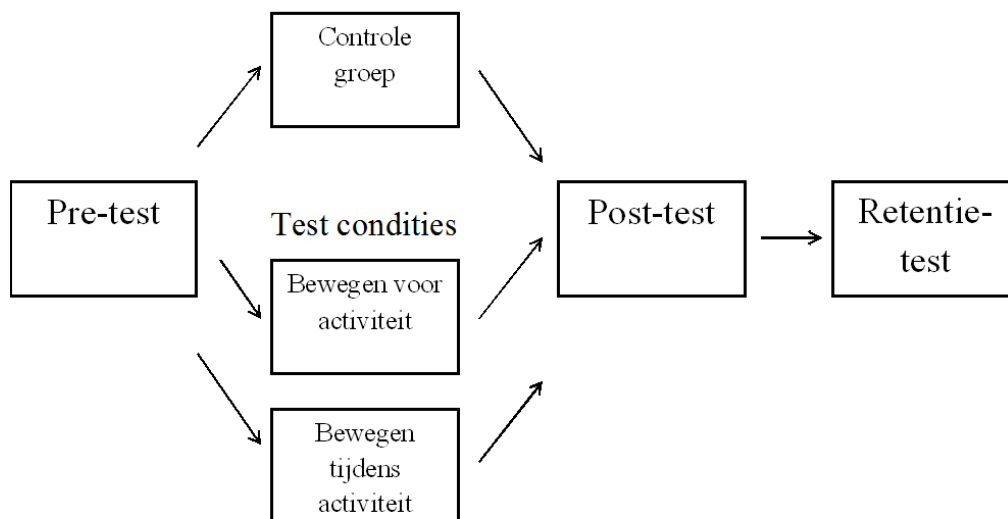 Controle
groep
Pre-test
Test condities
Bewegen voor
activiteit
Bewegen
tijdens
activiteit
Post-test
Retentie-
test